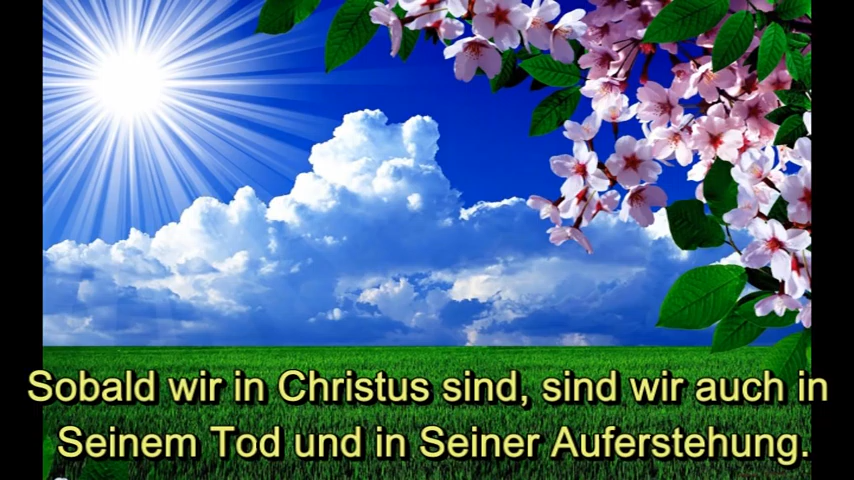 Sobald wir in Christus sind, sind wir auch in
Seinem Tod und in Seiner Auferstehung.